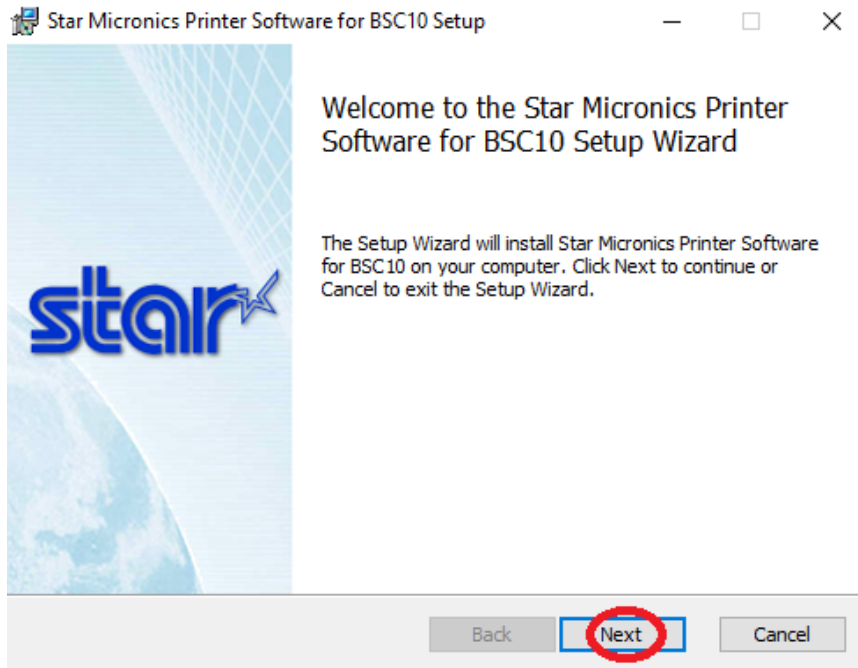 Star Micronics Printer Software for BSC10 Setup
Welcome to the Star Micronics Printer
Software for BSC10 Setup Wizard
The Setup Wizard will install Star Micronics Printer Software
for BSC10 on your computer. Click Next to continue or
Cancel to exit the Setup Wizard.
star
Back Next Cancel